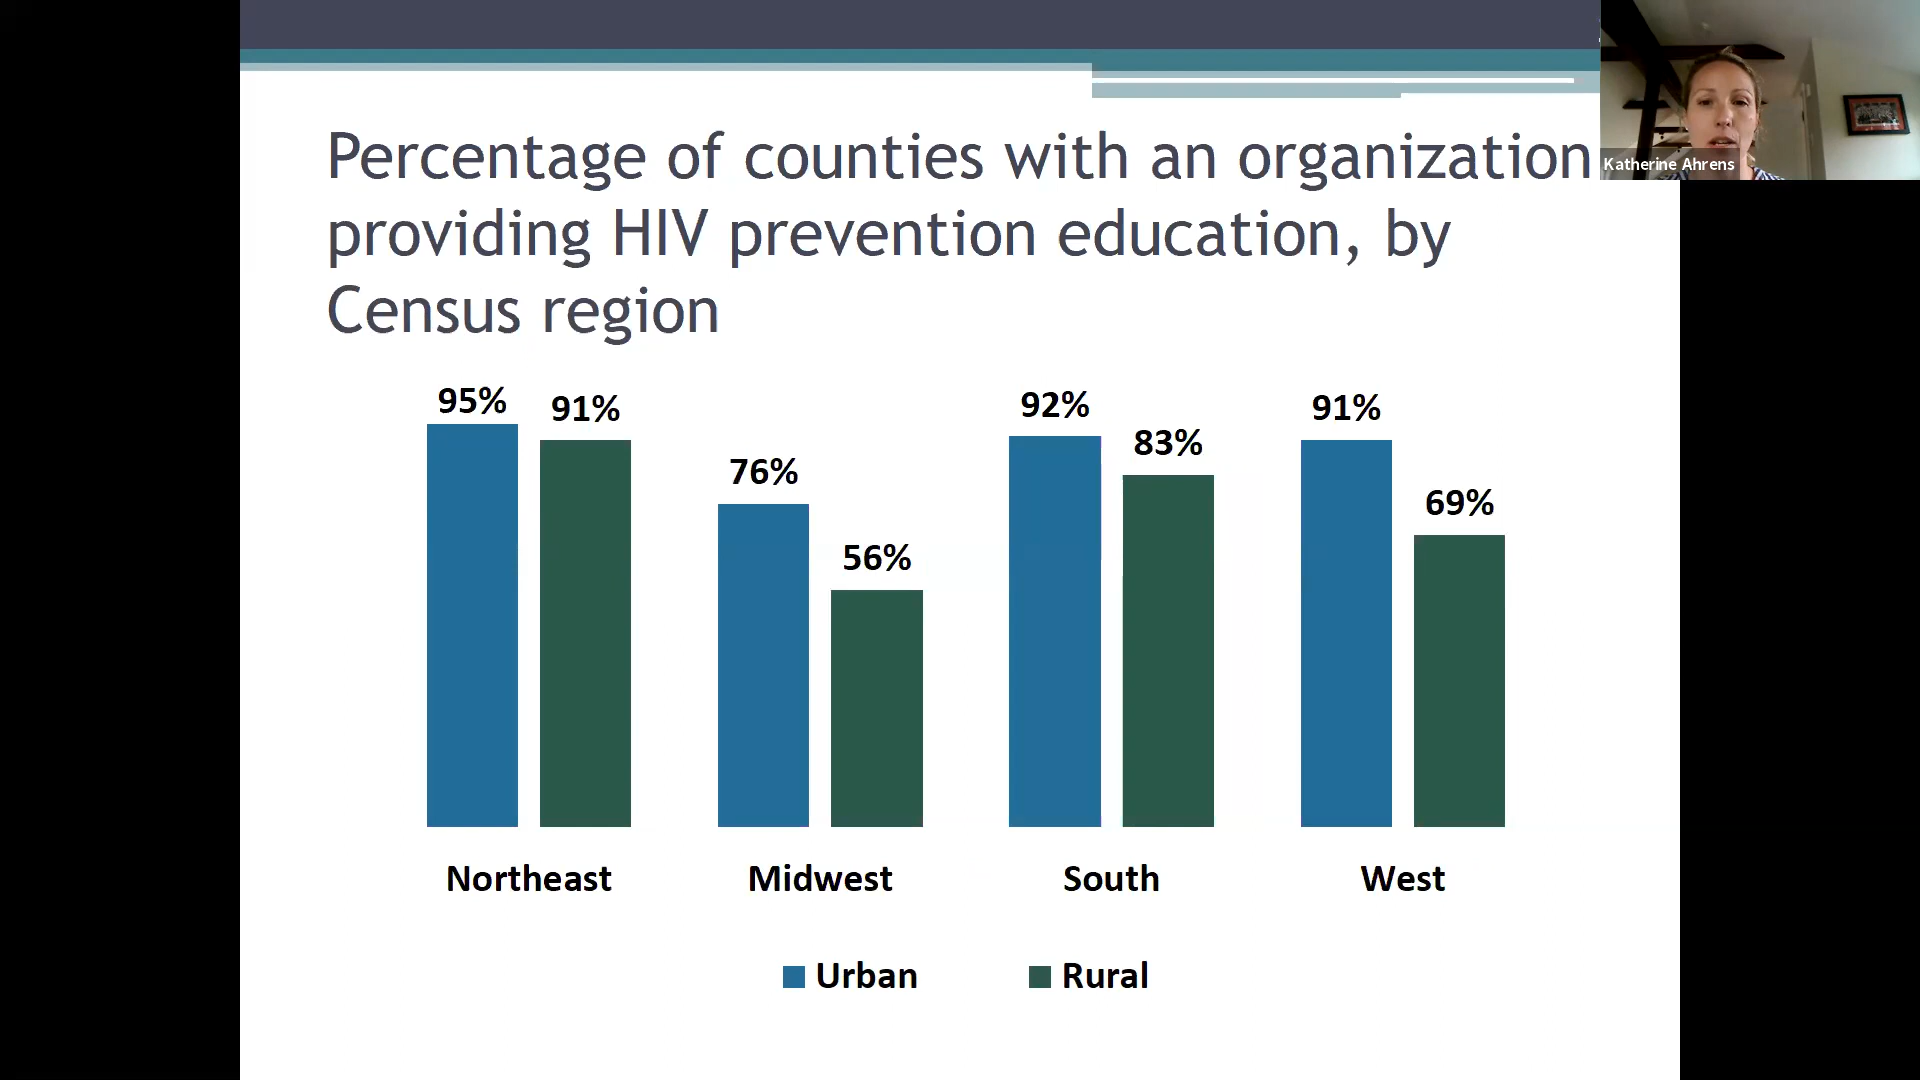 Percentage of counties with an organization
providing HIV prevention education, by
Census region
Katherine Ahrens
95% 91% 76% 56% 92% 83% 91% 69%
Northeast Midwest South West
Urban Rural